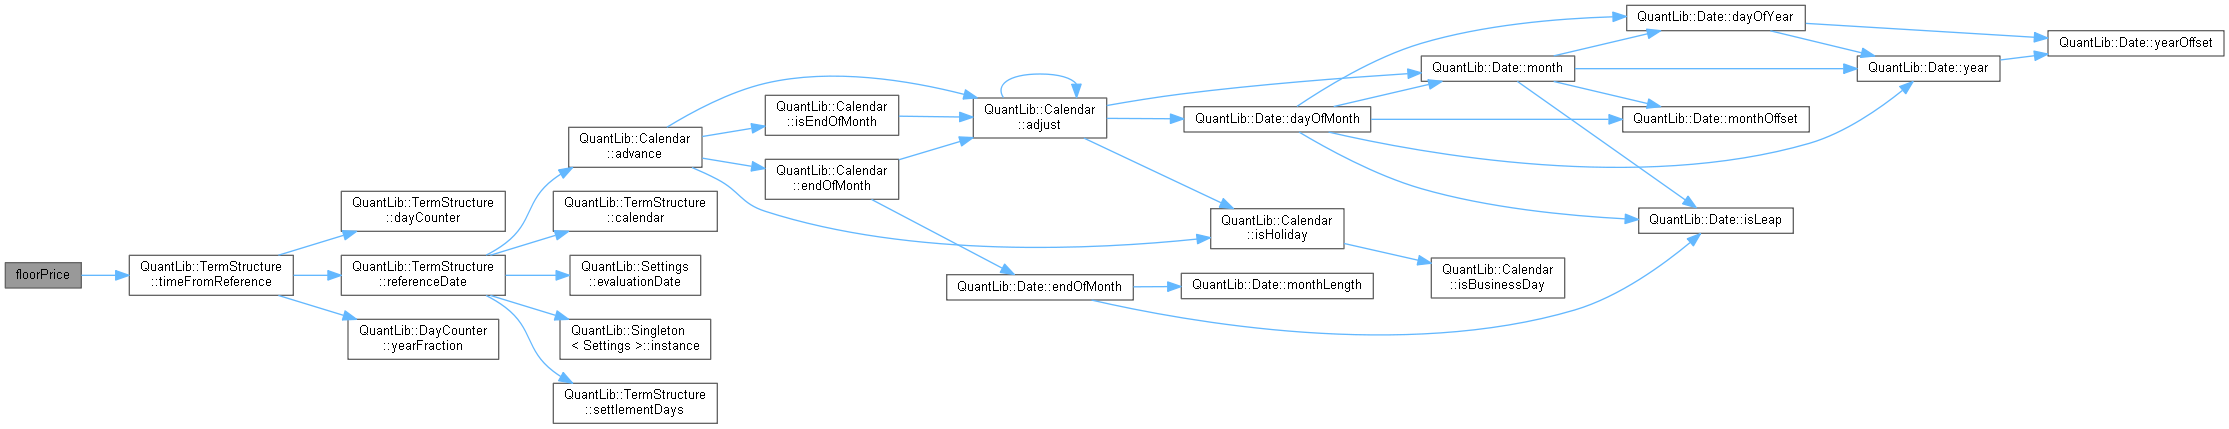 floorPrice
QuantLib::TermStructure
::timeFromReference
QuantLib::TermStructure
::dayCounter
QuantLib::TermStructure
::referenceDate
QuantLib::DayCounter
::yearFraction
QuantLib::Calendar
::advance
QuantLib::TermStructure
::calendar
QuantLib::Settings
::evaluationDate
QuantLib::Singleton
< Settings >::instance
QuantLib::TermStructure
::settlementDays
QuantLib::Calendar
::isEndOfMonth
QuantLib::Calendar
::endOfMonth
QuantLib::Calendar
::adjust
QuantLib::Date::endOfMonth
QuantLib::Date::dayOfMonth
QuantLib::Calendar
::isHoliday
QuantLib::Date::monthLength
QuantLib::Date::month
QuantLib::Calendar
::isBusinessDay
QuantLib::Date::dayOfYear
QuantLib::Date::monthOffset
QuantLib::Date::isLeap
QuantLib::Date::year
QuantLib::Date::yearOffset